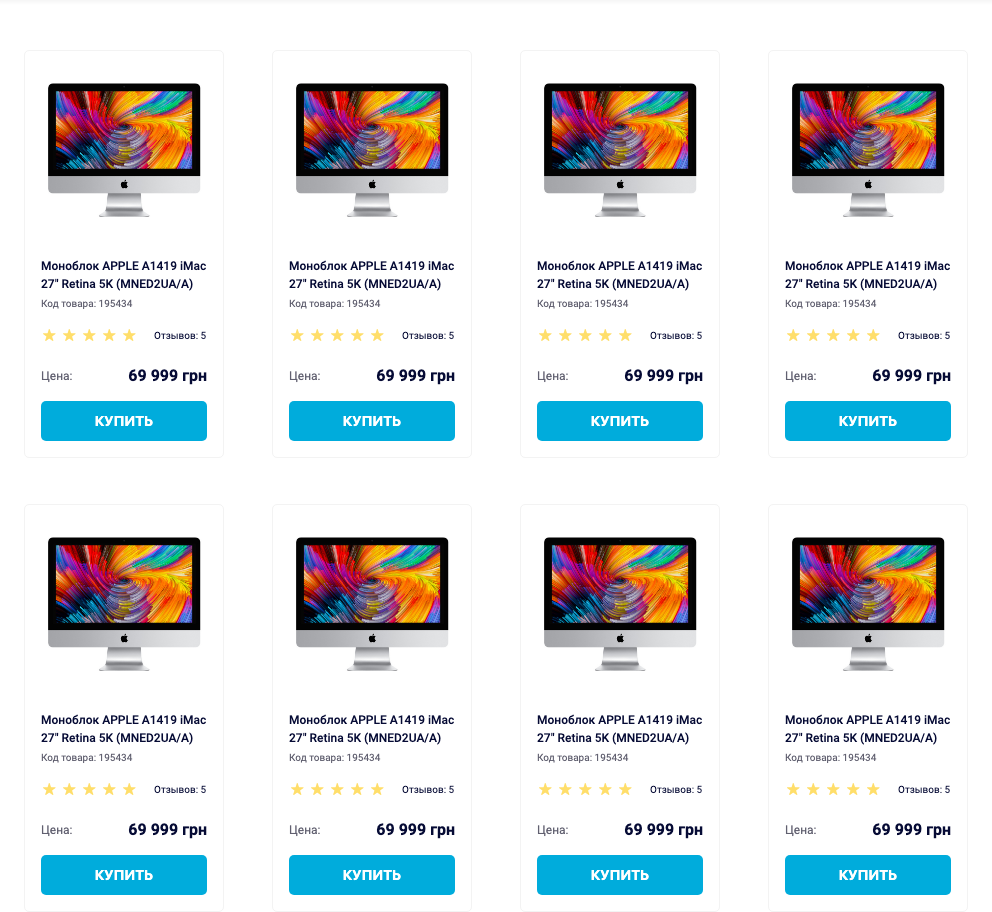 Моноблок APPLE A1419 iMac
27" Retina 5K (MNED2UA/A)
Код товара: 195434
Отзывов: 5
Цена: 69 999 грн
КУПИТЬ
Моноблок APPLE A1419 iMac
27" Retina 5K (MNED2UA/A)
Код товара: 195434
Отзывов: 5
Цена: 69 999 грн
КУПИТЬ
Моноблок APPLE A1419 iMac
27" Retina 5K (MNED2UA/A)
Код товара: 195434
Отзывов: 5
Цена: 69 999 грн
КУПИТЬ
Моноблок APPLE A1419 iMac
27" Retina 5K (MNED2UA/A)
Код товара: 195434
Отзывов: 5
Цена: 69 999 грн
КУПИТЬ
Моноблок APPLE A1419 iMac
27" Retina 5K (MNED2UA/A)
Код товара: 195434
Отзывов: 5
Цена: 69 999 грн
КУПИТЬ
Моноблок APPLE A1419 iMac
27" Retina 5K (MNED2UA/A)
Код товара: 195434
Отзывов: 5
Цена: 69 999 грн
КУПИТЬ
Моноблок APPLE A1419 iMac
27" Retina 5K (MNED2UA/A)
Код товара: 195434
Отзывов: 5
Цена: 69 999 грн
КУПИТЬ
Моноблок APPLE A1419 iMac
27" Retina 5K (MNED2UA/A)
Код товара: 195434
Отзывов: 5
Цена: 69 999 грн
КУПИТЬ